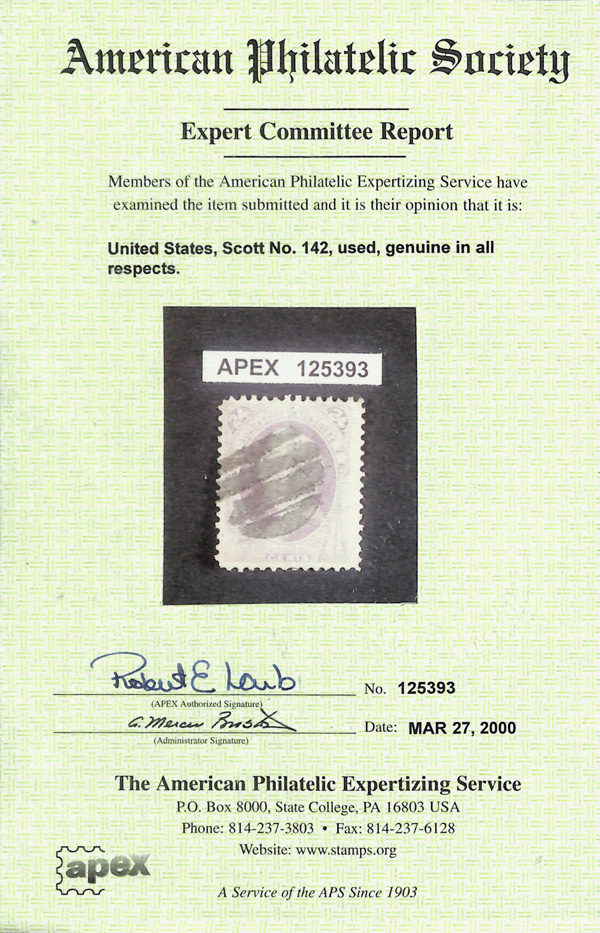 American Philatelic Society
Expert Committee Report
Members of the American Philatelic Expertizing Service have
examined the item submitted and it is their opinion that it is:
United States, Scott No. 142, used, genuine in all
respects.
APEX 125393
Robert E Laub
No. 125393
(APEX Authorized Signature)
G. Mercer
Date: MAR 27, 2000
(Administrator Signature)
The American Philatelic Expertizing Service
P.O. Box 8000, State College, PA 16803 USA
Phone: 814-237-3803 • Fax: 814-237-6128
Website: www.stamps.org
apex
A Service of the APS Since 1903